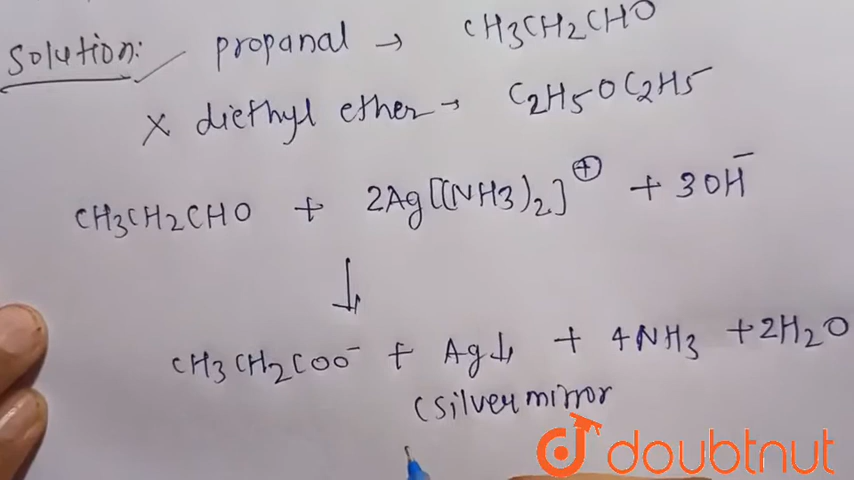 Solution: ✓ propanal → CH3CH2CHO
X diethyl ether → C2H5OC2H5
CH3CH2CHO + 2Ag[(NH3)2]⊕ + 3OH⁻
↓
CH3CH2COO⁻ + Ag↓ + 4NH3 + 2H2O
(silver mirror
doubtnut